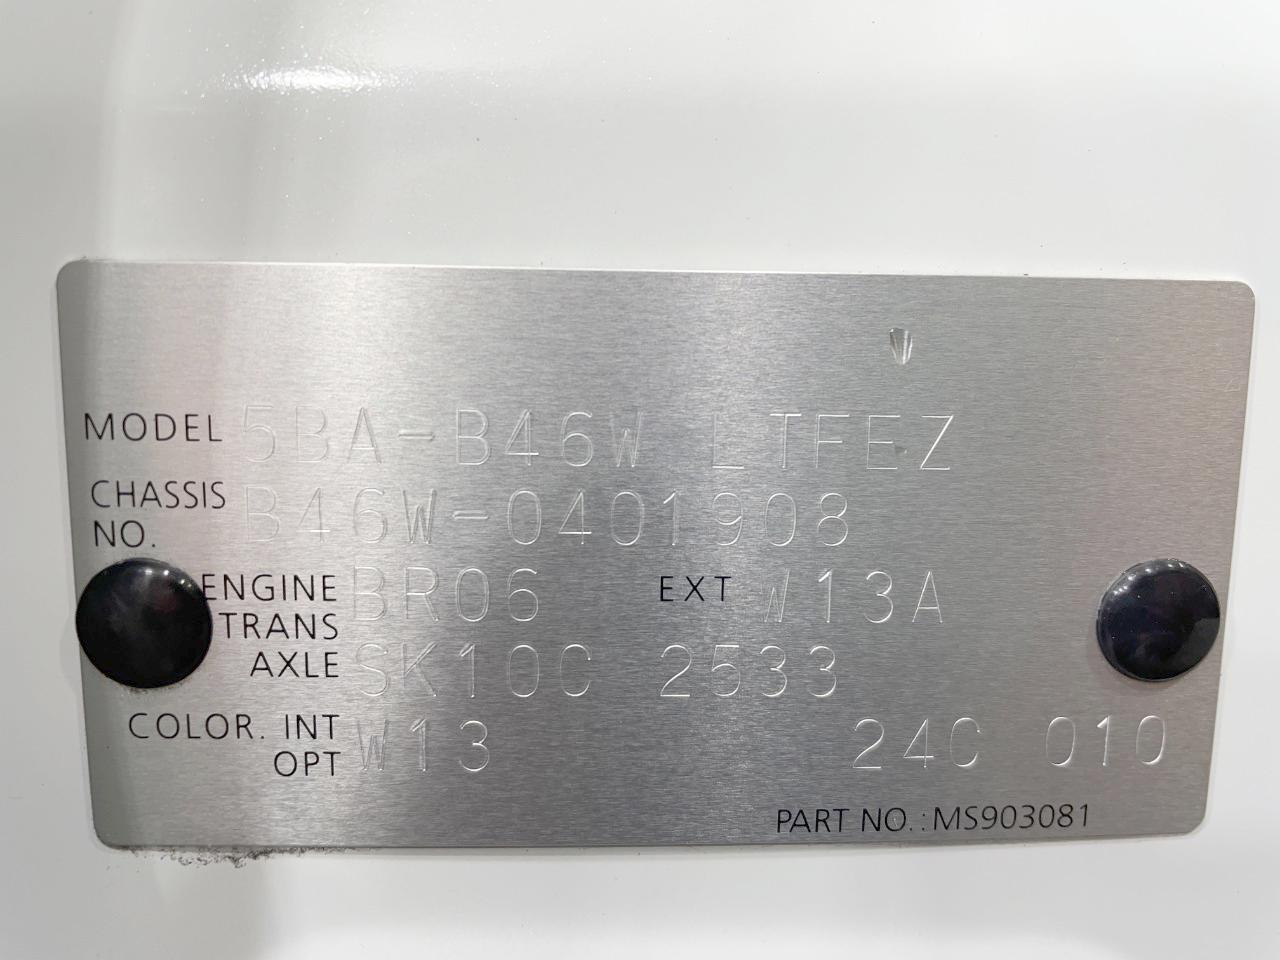 MODEL 5BA-B46W LTFEZ
CHASSIS NO. B46W-0401908
ENGINE BR06 EXT W13A
TRANS
AXLE SK10C 2533
COLOR. INT
OPT W13 24C 010
PART NO.:MS903081